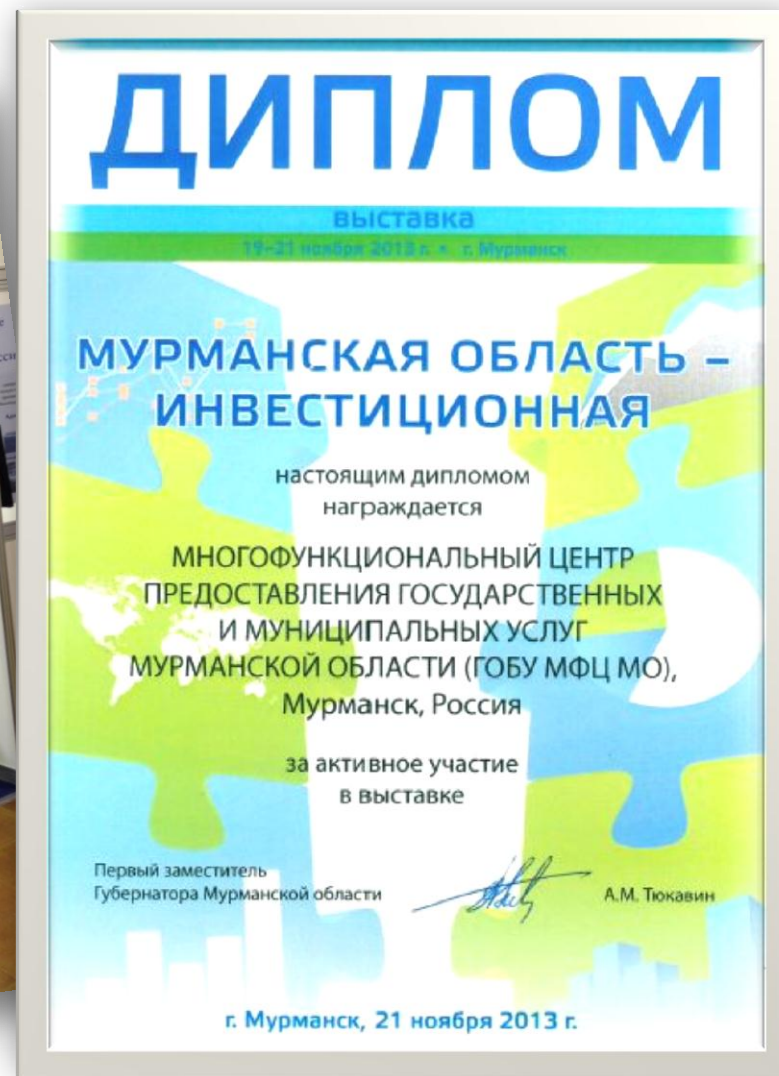 ДИПЛОМ
выставка
19–21 ноября 2013 г. • г. Мурманск
МУРМАНСКАЯ ОБЛАСТЬ –
ИНВЕСТИЦИОННАЯ
настоящим дипломом
награждается
МНОГОФУНКЦИОНАЛЬНЫЙ ЦЕНТР
ПРЕДОСТАВЛЕНИЯ ГОСУДАРСТВЕННЫХ
И МУНИЦИПАЛЬНЫХ УСЛУГ
МУРМАНСКОЙ ОБЛАСТИ (ГОБУ МФЦ МО),
Мурманск, Россия
за активное участие
в выставке
Первый заместитель
Губернатора Мурманской области
А.М. Тюкавин
г. Мурманск, 21 ноября 2013 г.